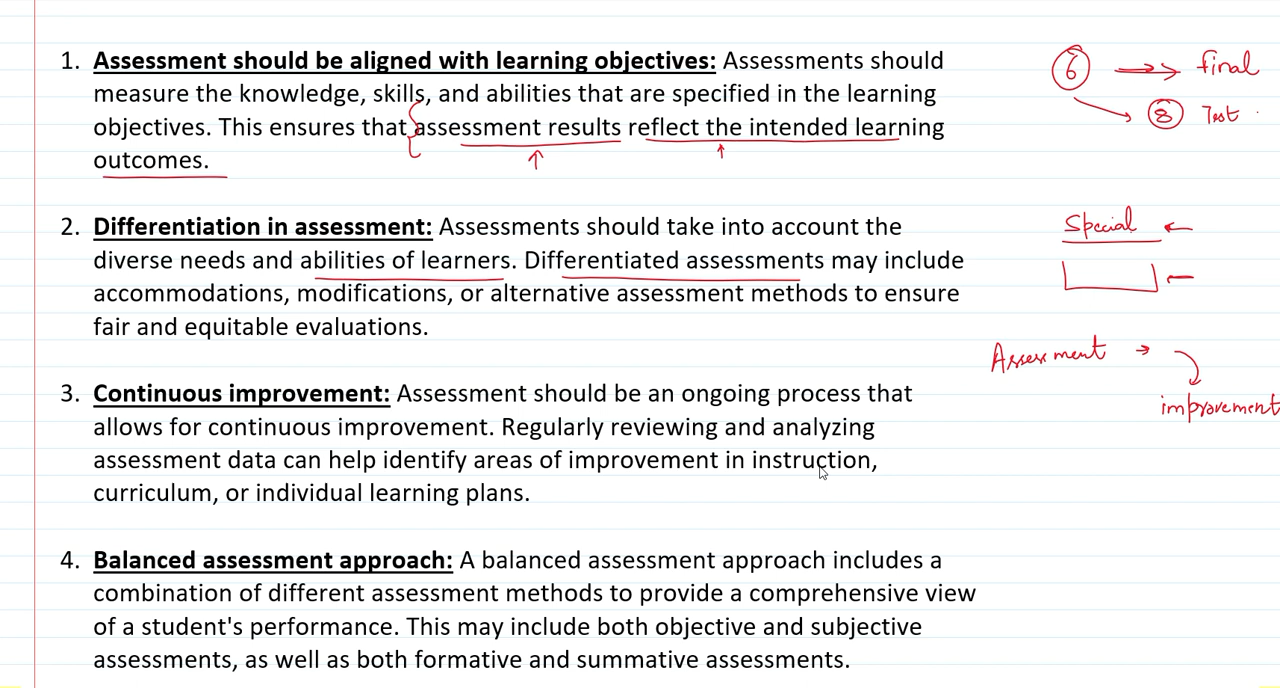 1. Assessment should be aligned with learning objectives: Assessments should
measure the knowledge, skills, and abilities that are specified in the learning
objectives. This ensures that assessment results reflect the intended learning
outcomes.
2. Differentiation in assessment: Assessments should take into account the
diverse needs and abilities of learners. Differentiated assessments may include
accommodations, modifications, or alternative assessment methods to ensure
fair and equitable evaluations.
3. Continuous improvement: Assessment should be an ongoing process that
allows for continuous improvement. Regularly reviewing and analyzing
assessment data can help identify areas of improvement in instruction,
curriculum, or individual learning plans.
4. Balanced assessment approach: A balanced assessment approach includes a
combination of different assessment methods to provide a comprehensive view
of a student's performance. This may include both objective and subjective
assessments, as well as both formative and summative assessments.
6 → final
8 Test
Special ←
Assessment →
improvement